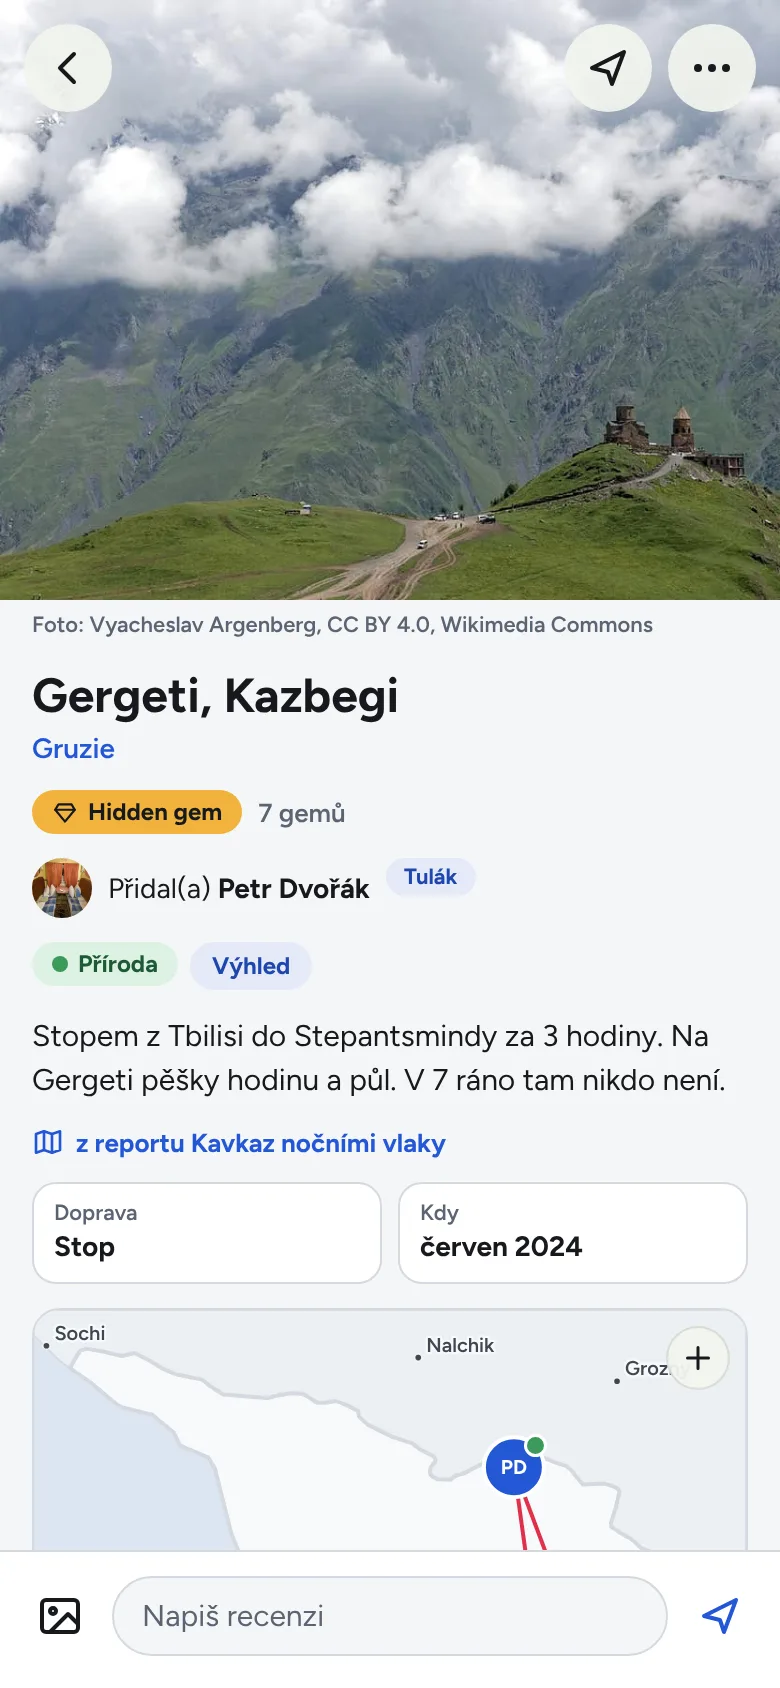 Foto: Vyacheslav Argenberg, CC BY 4.0, Wikimedia Commons
Gergeti, Kazbegi
Gruzie
Hidden gem
7 gemů
Přidal(a) Petr Dvořák
Tulák
Příroda
Výhled
Stopem z Tbilisi do Stepantsmindy za 3 hodiny. Na
Gergeti pěšky hodinu a půl. V 7 ráno tam nikdo není.
z reportu Kavkaz nočními vlaky
Doprava
Stop
Kdy
červen 2024
Sochi
Nalchik
Grozny
PD
Napiš recenzi